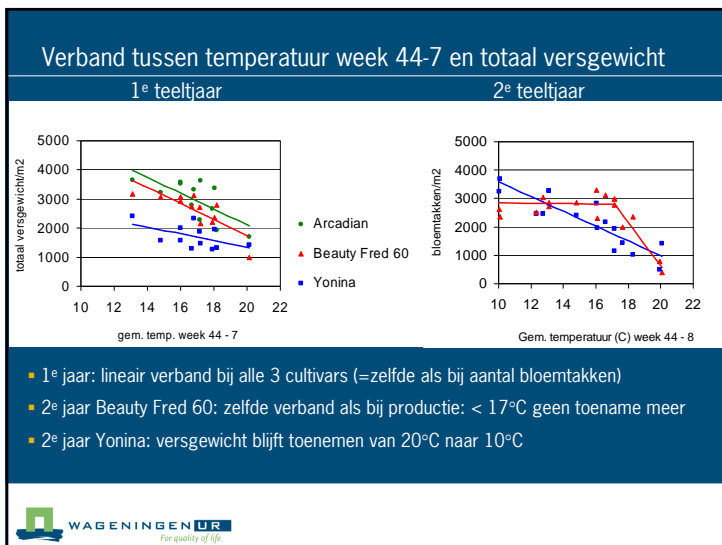 Verband tussen temperatuur week 44-7 en totaal versgewicht
1e teeltjaar
2e teeltjaar
totaal versgewicht/m2
5000
4000
3000
2000
1000
0
10 12 14 16 18 20 22
gem. temp. week 44 - 7
Arcadian
Beauty Fred 60
Yonina
bloemtakken/m2
5000
4000
3000
2000
1000
0
10 12 14 16 18 20 22
Gem. temperatuur (C) week 44 - 8
1e jaar: lineair verband bij alle 3 cultivars (=zelfde als bij aantal bloemtakken)
2e jaar Beauty Fred 60: zelfde verband als bij productie: < 17°C geen toename meer
2e jaar Yonina: versgewicht blijft toenemen van 20°C naar 10°C
WAGENINGEN UR
For quality of life